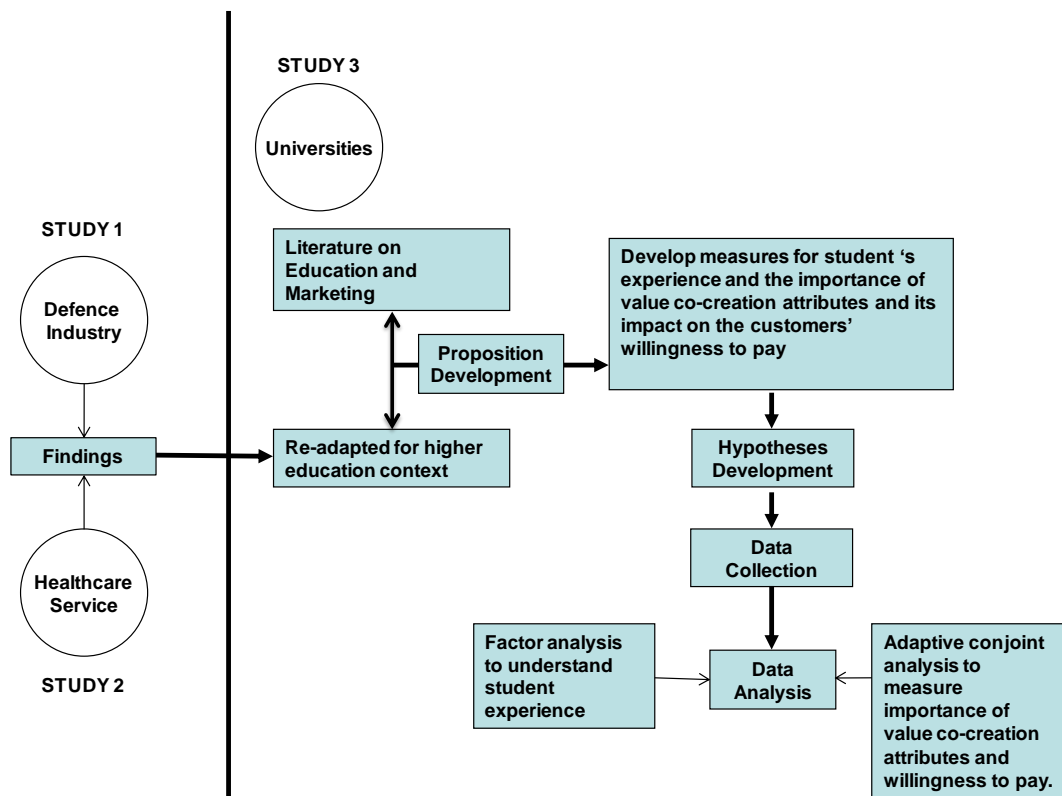 STUDY 1
Defence
Industry
Findings
Healthcare
Service
STUDY 2
STUDY 3
Universities
Literature on
Education and
Marketing
Proposition
Development
Re-adapted for higher
education context
Develop measures for student ‘s
experience and the importance of
value co-creation attributes and its
impact on the customers’
willingness to pay
Hypotheses
Development
Data
Collection
Factor analysis
to understand
student
experience
Data
Analysis
Adaptive conjoint
analysis to
measure
importance of
value co-creation
attributes and
willingness to pay.